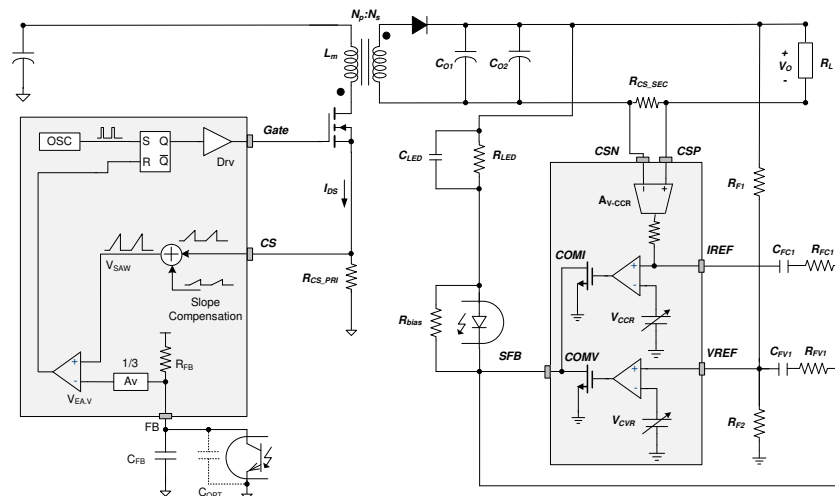 Np:Ns
Lm
CO1
CO2
+
VO
-
RL
RCS_SEC
OSC
S Q
R Q̅
Drv
Gate
CLED
RLED
CSN
CSP
- +
AV-CCR
RF1
IDS
CS
VSAW
Slope
Compensation
RCS_PRI
COMI
+
-
IREF
CFC1
RFC1
VCCR
Rbias
SFB
COMV
+
-
VREF
CFV1
RFV1
VCVR
RF2
1/3
Av
RFB
+
-
VEA.V
FB
CFB
COPT